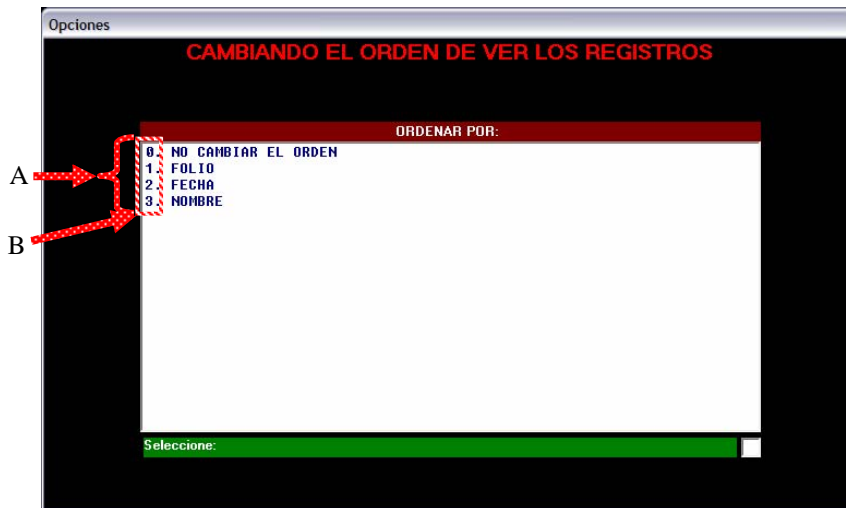 Opciones
CAMBIANDO EL ORDEN DE VER LOS REGISTROS
ORDENAR POR:
0. NO CAMBIAR EL ORDEN
1. FOLIO
2. FECHA
3. NOMBRE
A
B
Seleccione: